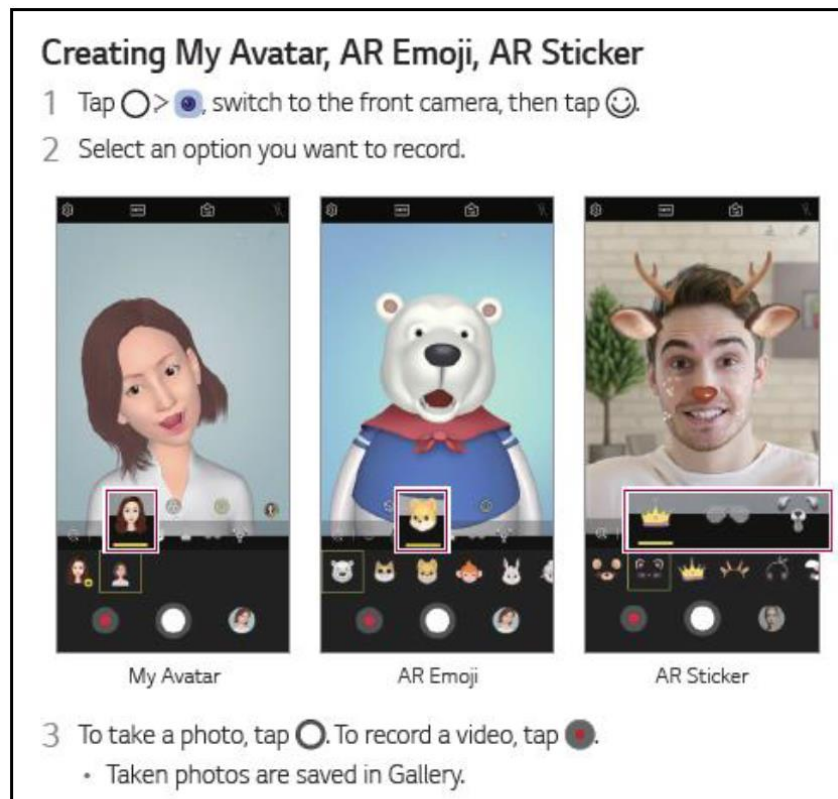 Creating My Avatar, AR Emoji, AR Sticker
1 Tap > , switch to the front camera, then tap .
2 Select an option you want to record.
My Avatar
AR Emoji
AR Sticker
3 To take a photo, tap . To record a video, tap .
• Taken photos are saved in Gallery.